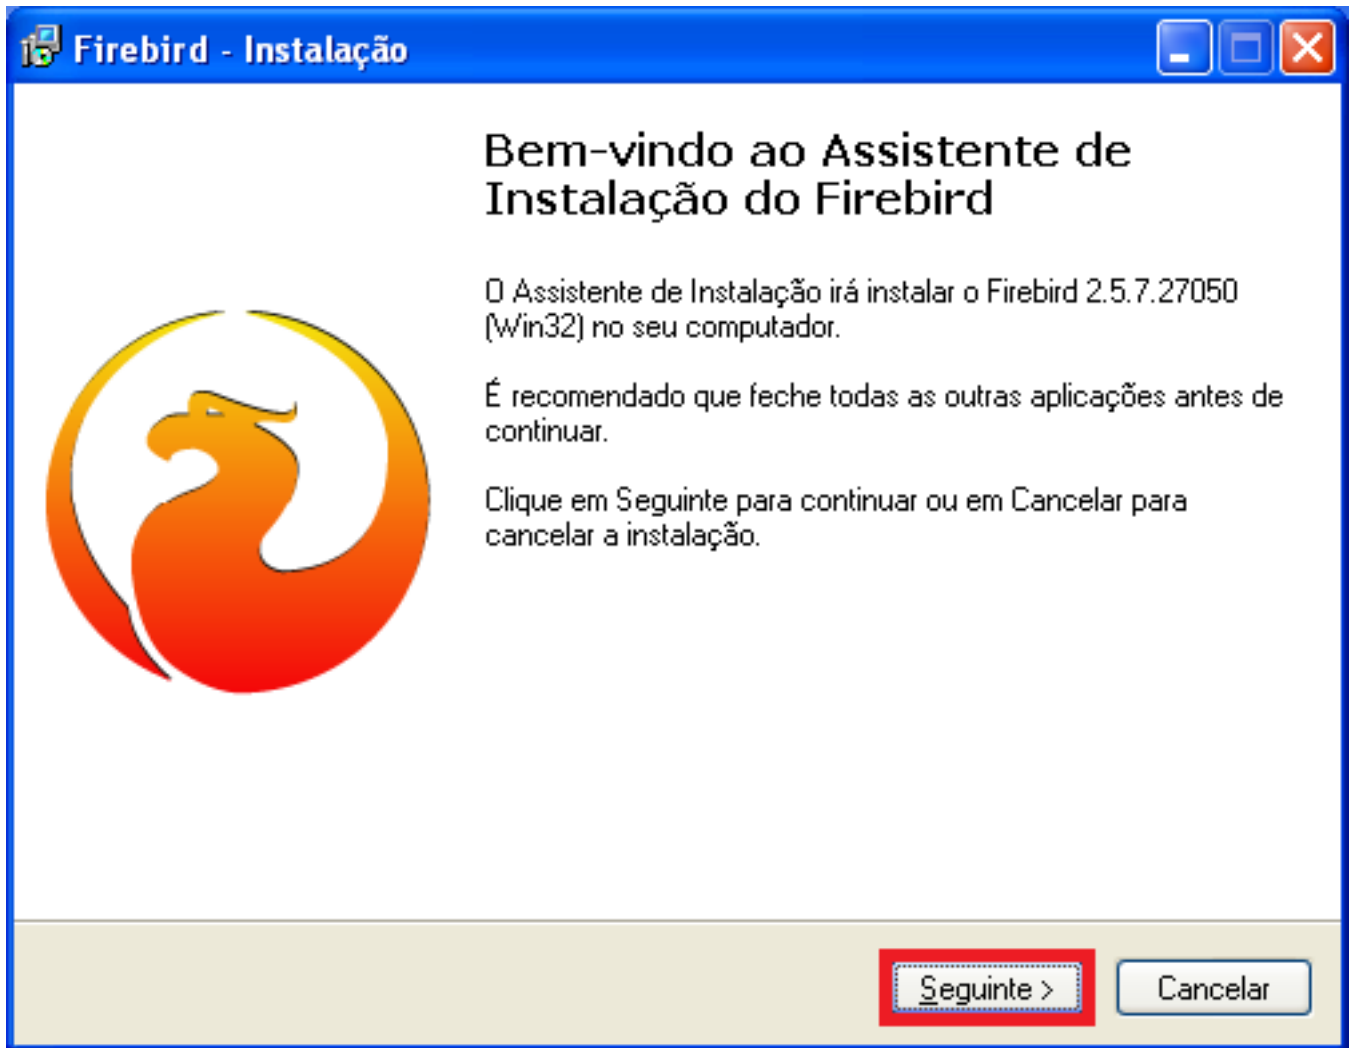 Firebird - Instalação
Bem-vindo ao Assistente de
Instalação do Firebird
O Assistente de Instalação irá instalar o Firebird 2.5.7.27050
(Win32) no seu computador.
É recomendado que feche todas as outras aplicações antes de
continuar.
Clique em Seguinte para continuar ou em Cancelar para
cancelar a instalação.
Seguinte >
Cancelar